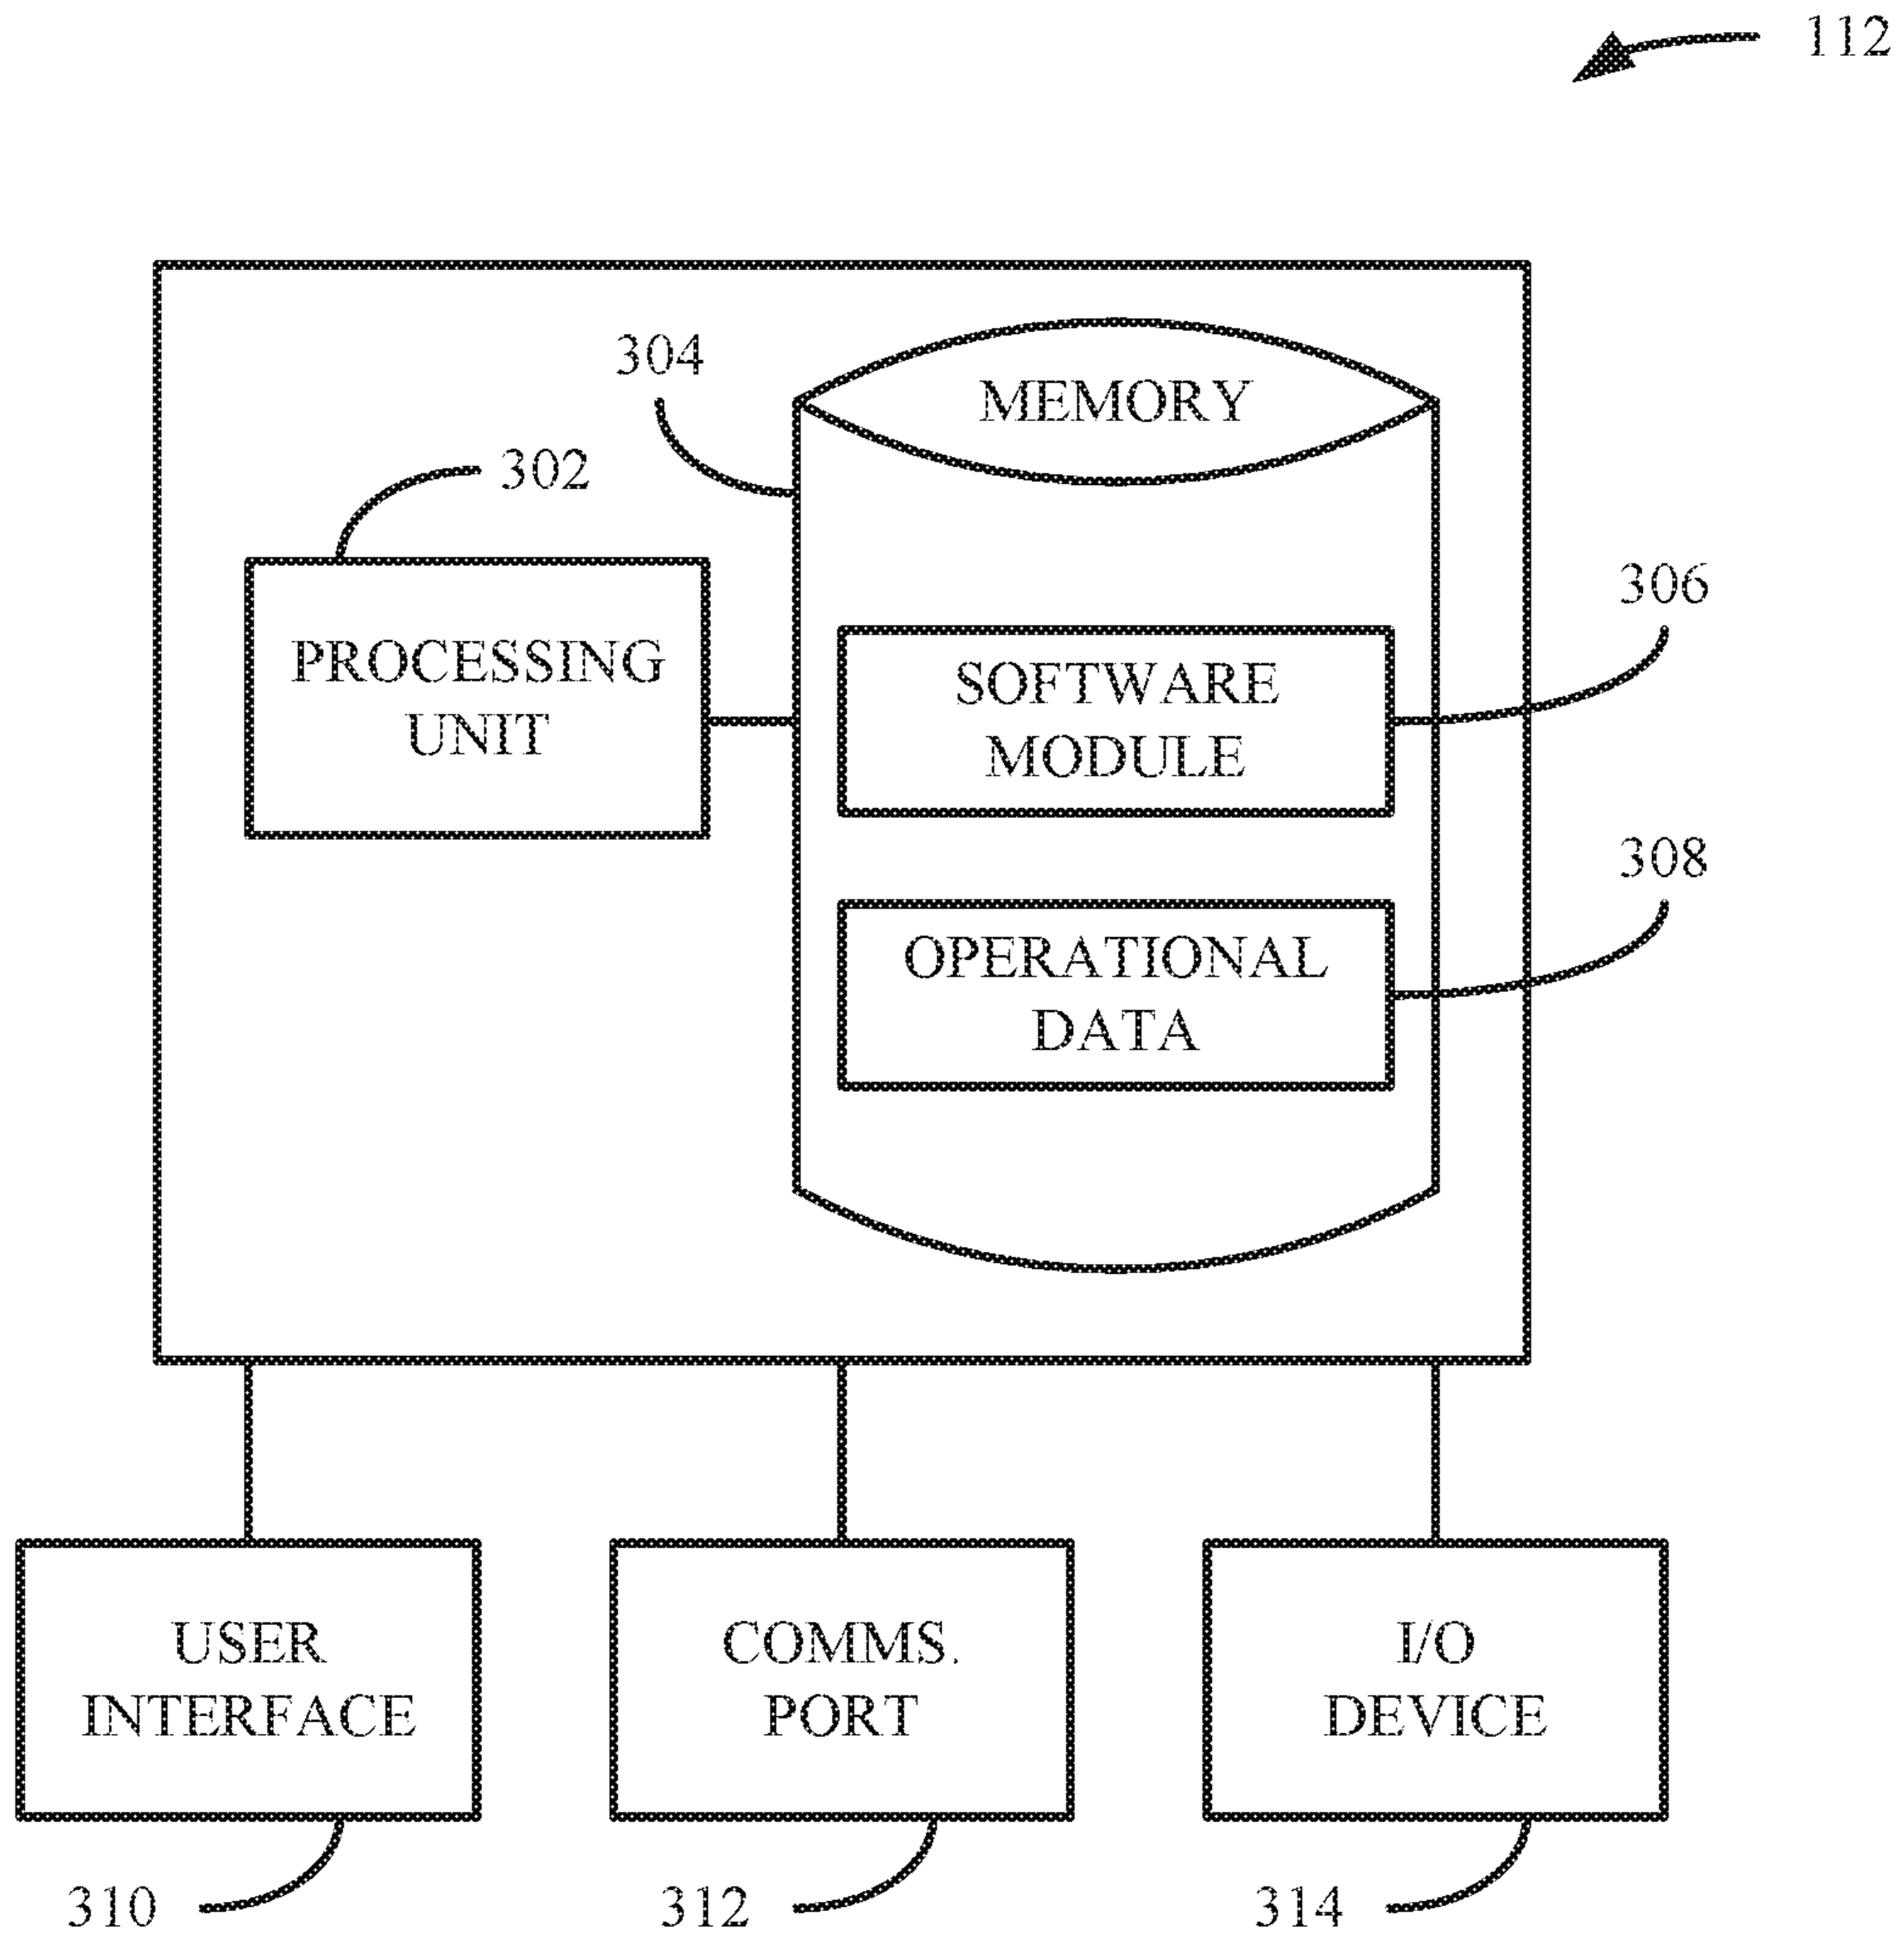 112
304
MEMORY
302
306
PROCESSING
UNIT
SOFTWARE
MODULE
308
OPERATIONAL
DATA
USER
INTERFACE
COMMS.
PORT
I/O
DEVICE
310
312
314